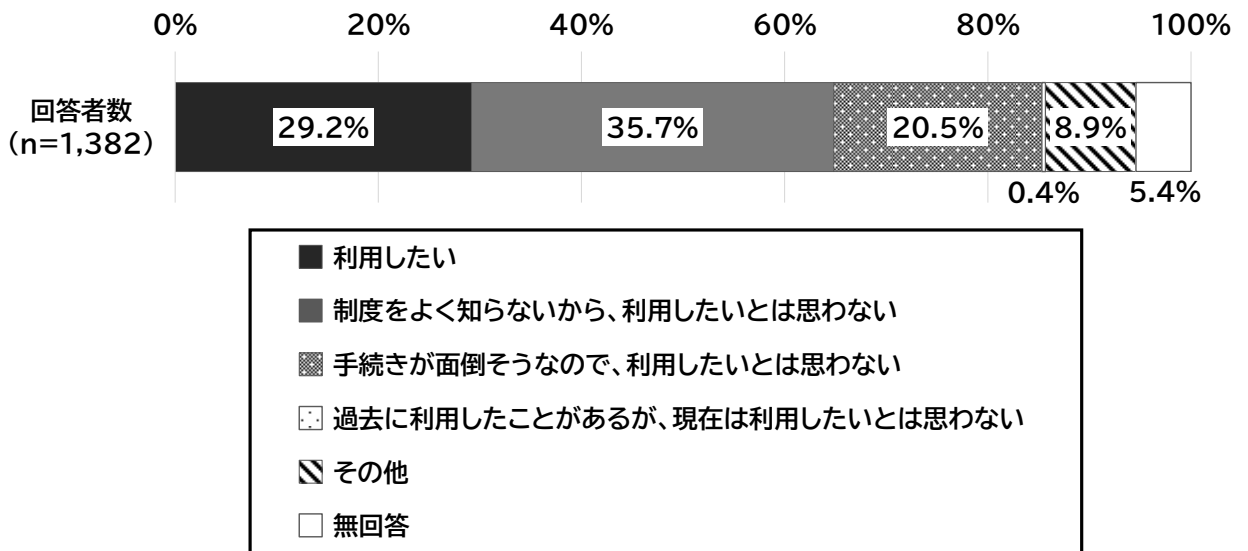 0% 20% 40% 60% 80% 100%
回答者数
(n=1,382)
29.2% 35.7% 20.5% 8.9%
0.4% 5.4%
利用したい
制度をよく知らないから、利用したいとは思わない
手続きが面倒そうなので、利用したいとは思わない
過去に利用したことがあるが、現在は利用したいとは思わない
その他
無回答